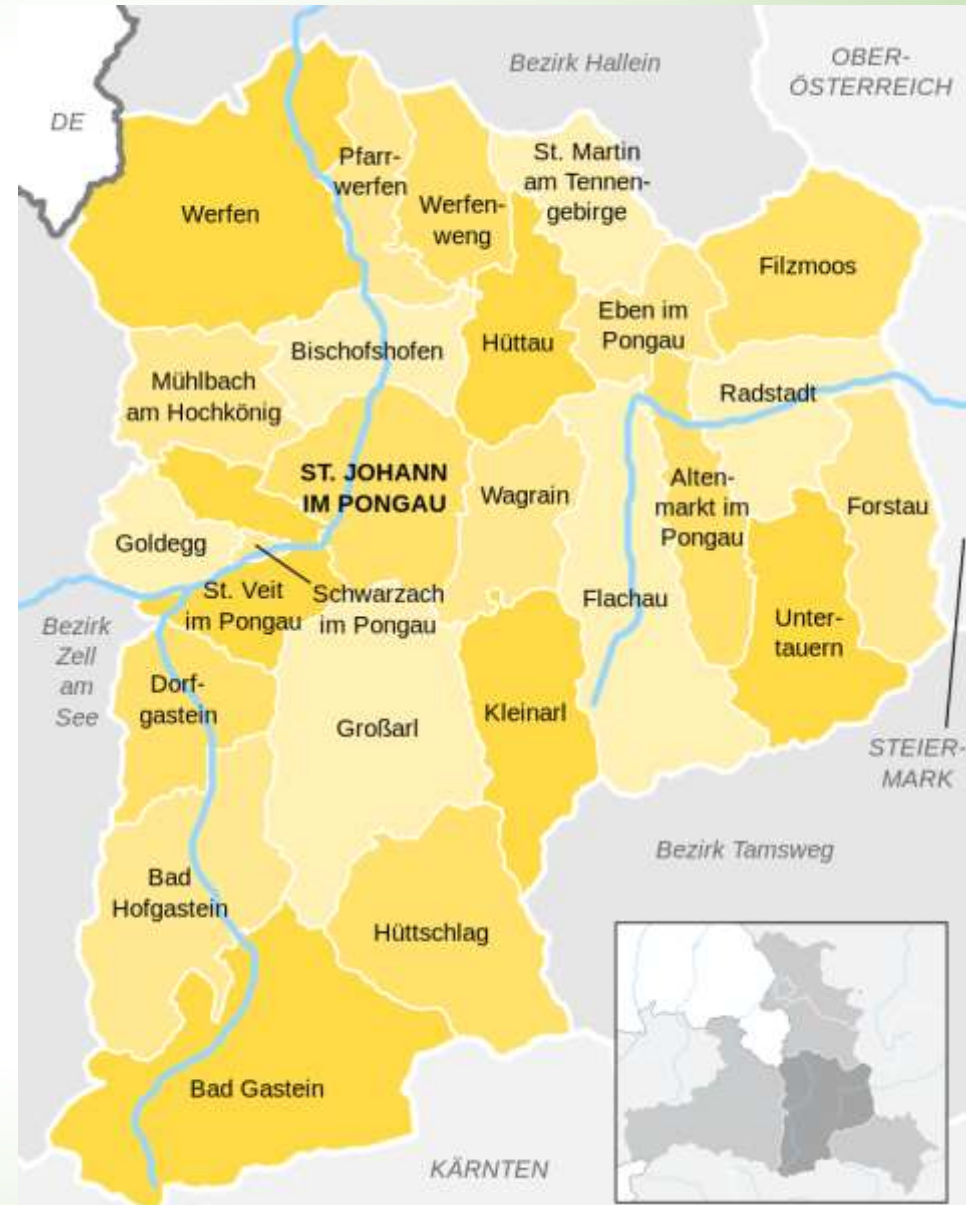 Bezirk Hallein
OBER-
ÖSTERREICH
DE
Pfarr-
werfen
St. Martin
am Tennen-
gebirge
Werfen
Werfen-
weng
Filzmoos
Eben im
Pongau
Hüttau
Bischofshofen
Mühlbach
am Hochkönig
Radstadt
ST. JOHANN
IM PONGAU
Wagrain
Alten-
markt im
Pongau
Forstau
Goldegg
St. Veit
im Pongau
Schwarzach
im Pongau
Flachau
Unter-
tauern
Bezirk
Zell
am
See
Dorf-
gastein
Großarl
Kleinarl
STEIER-
MARK
Bezirk Tamsweg
Bad
Hofgastein
Hüttschlag
Bad Gastein
KÄRNTEN